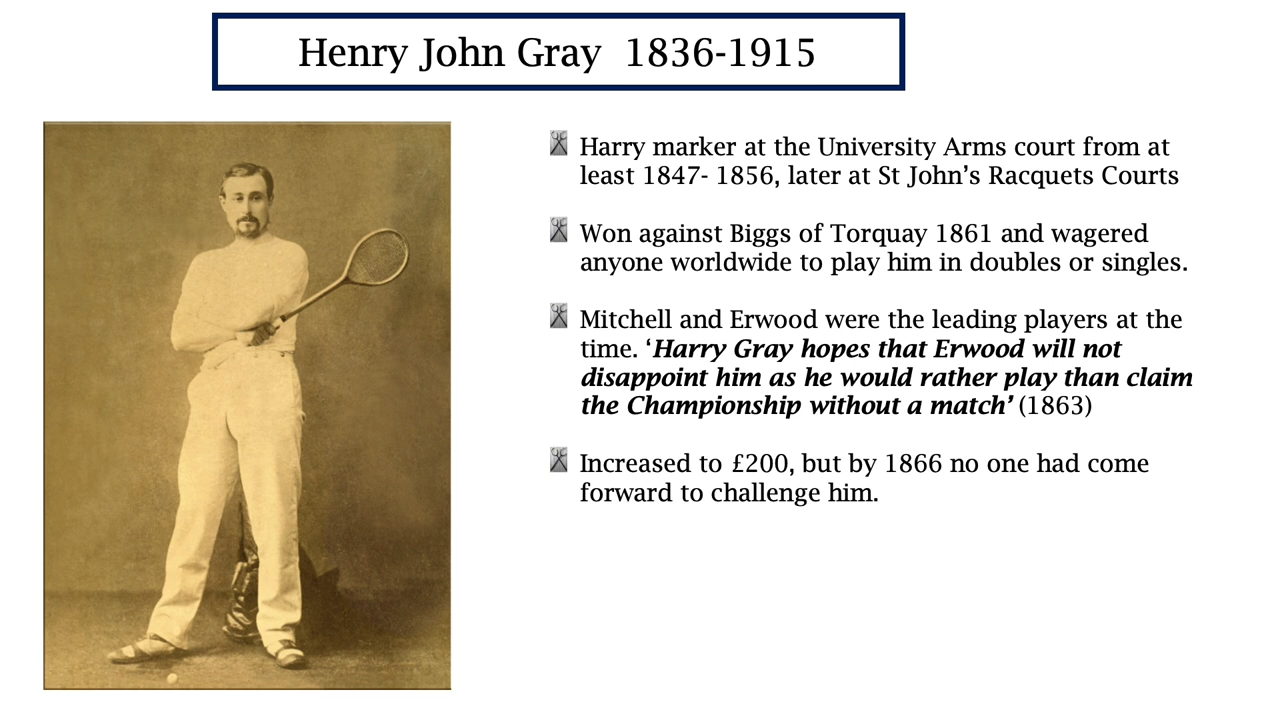 Henry John Gray  1836-1915
Harry marker at the University Arms court from at
least 1847- 1856, later at St John’s Racquets Courts
Won against Biggs of Torquay 1861 and wagered
anyone worldwide to play him in doubles or singles.
Mitchell and Erwood were the leading players at the
time. ‘Harry Gray hopes that Erwood will not
disappoint him as he would rather play than claim
the Championship without a match’ (1863)
Increased to £200, but by 1866 no one had come
forward to challenge him.